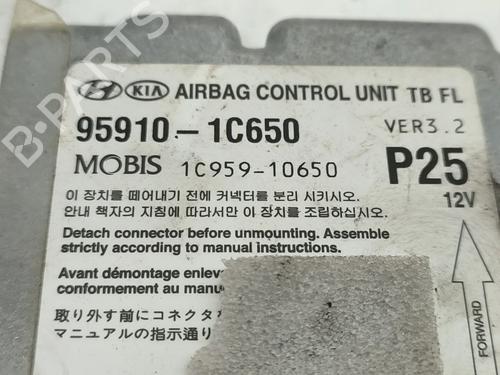 KIA AIRBAG CONTROL UNIT TB FL
95910-1C650
VER3.2
MOBIS 1C959-10650
P25
12V
이 장치를 떼어내기 전에 커넥터를 분리 시키시오.
안내 책자의 지침에 따라서만 이 장치를 조립하십시오.
Detach connector before unmounting. Assemble
strictly according to manual instructions.
FORWARD
Avant démontage enlev
conformement au manu
取り外す前にコネクタ
マニュアルの指示通り
B-PARTS